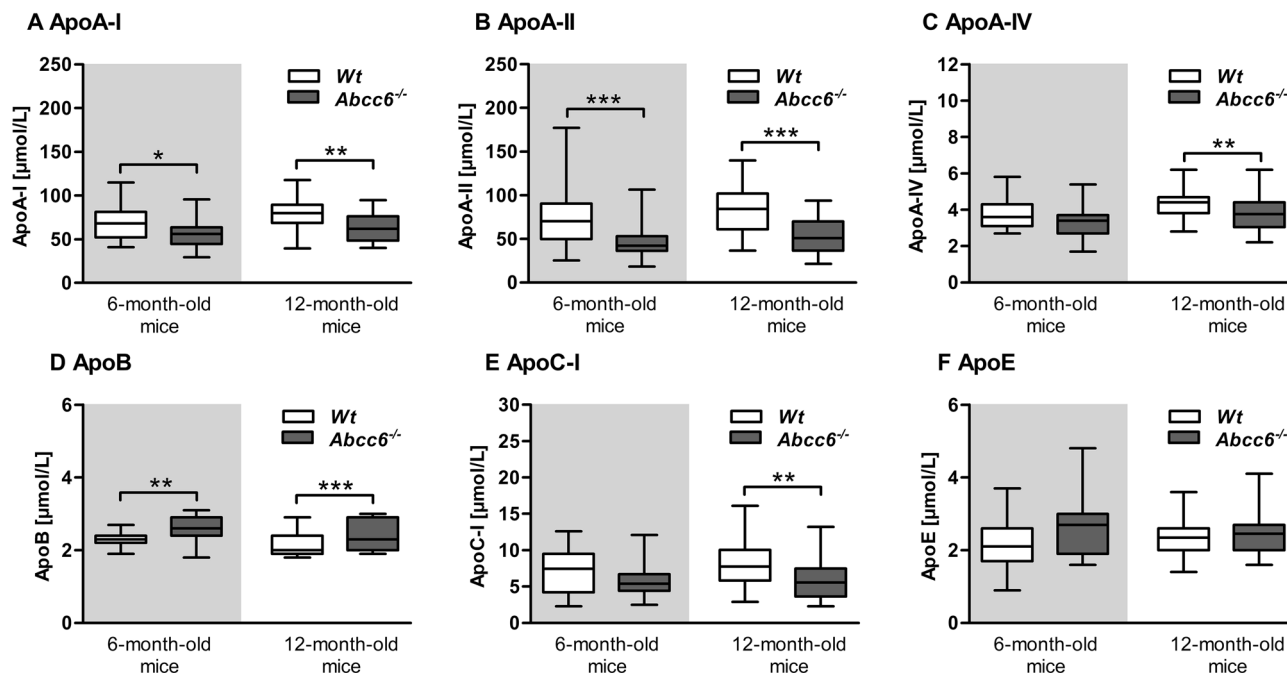 A ApoA-I
ApoA-I [µmol/L]
250
200
150
100
50
0
Wt
Abcc6-/-
*
**
6-month-old
mice
12-month-old
mice
B ApoA-II
ApoA-II [µmol/L]
250
200
150
100
50
0
Wt
Abcc6-/-
***
***
6-month-old
mice
12-month-old
mice
C ApoA-IV
ApoA-IV [µmol/L]
12
10
8
6
4
2
0
Wt
Abcc6-/-
**
6-month-old
mice
12-month-old
mice
D ApoB
ApoB [µmol/L]
6
4
2
0
Wt
Abcc6-/-
**
***
6-month-old
mice
12-month-old
mice
E ApoC-I
ApoC-I [µmol/L]
30
25
20
15
10
5
0
Wt
Abcc6-/-
**
6-month-old
mice
12-month-old
mice
F ApoE
ApoE [µmol/L]
6
4
2
0
Wt
Abcc6-/-
6-month-old
mice
12-month-old
mice